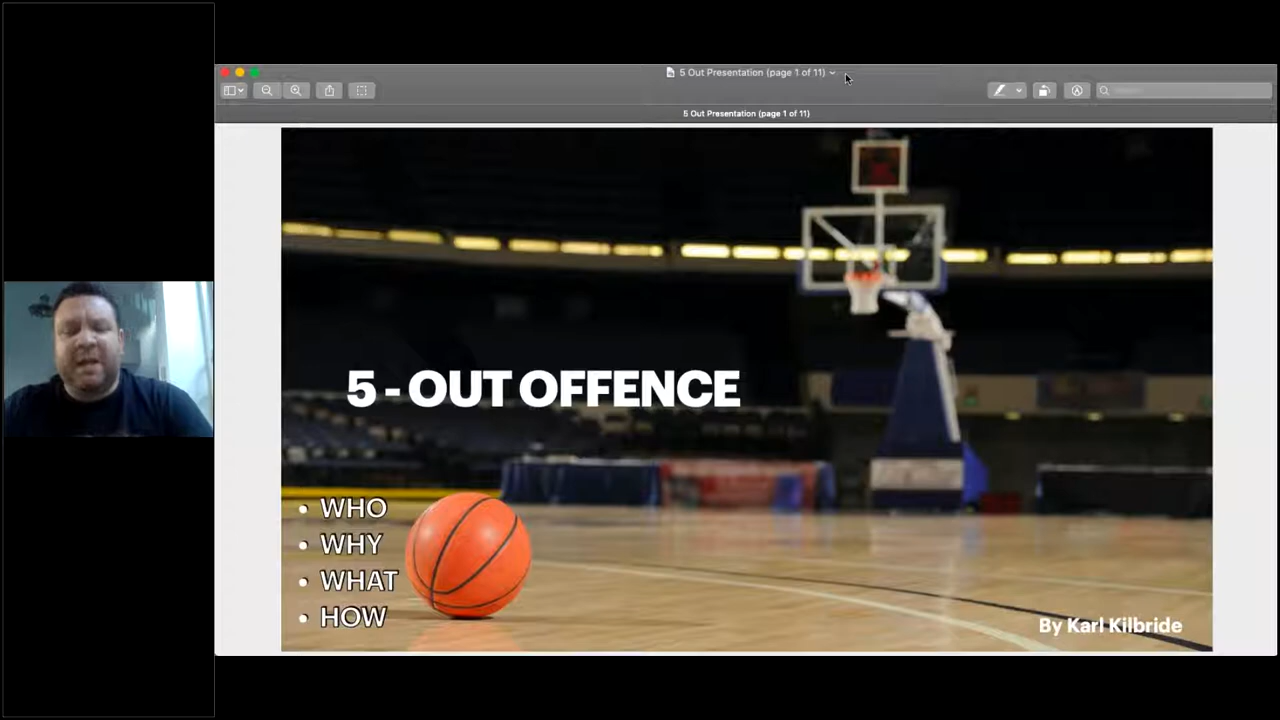 5 Out Presentation (page 1 of 11)
5 Out Presentation (page 1 of 11)
5 - OUT OFFENCE
• WHO
• WHY
• WHAT
• HOW
By Karl Kilbride